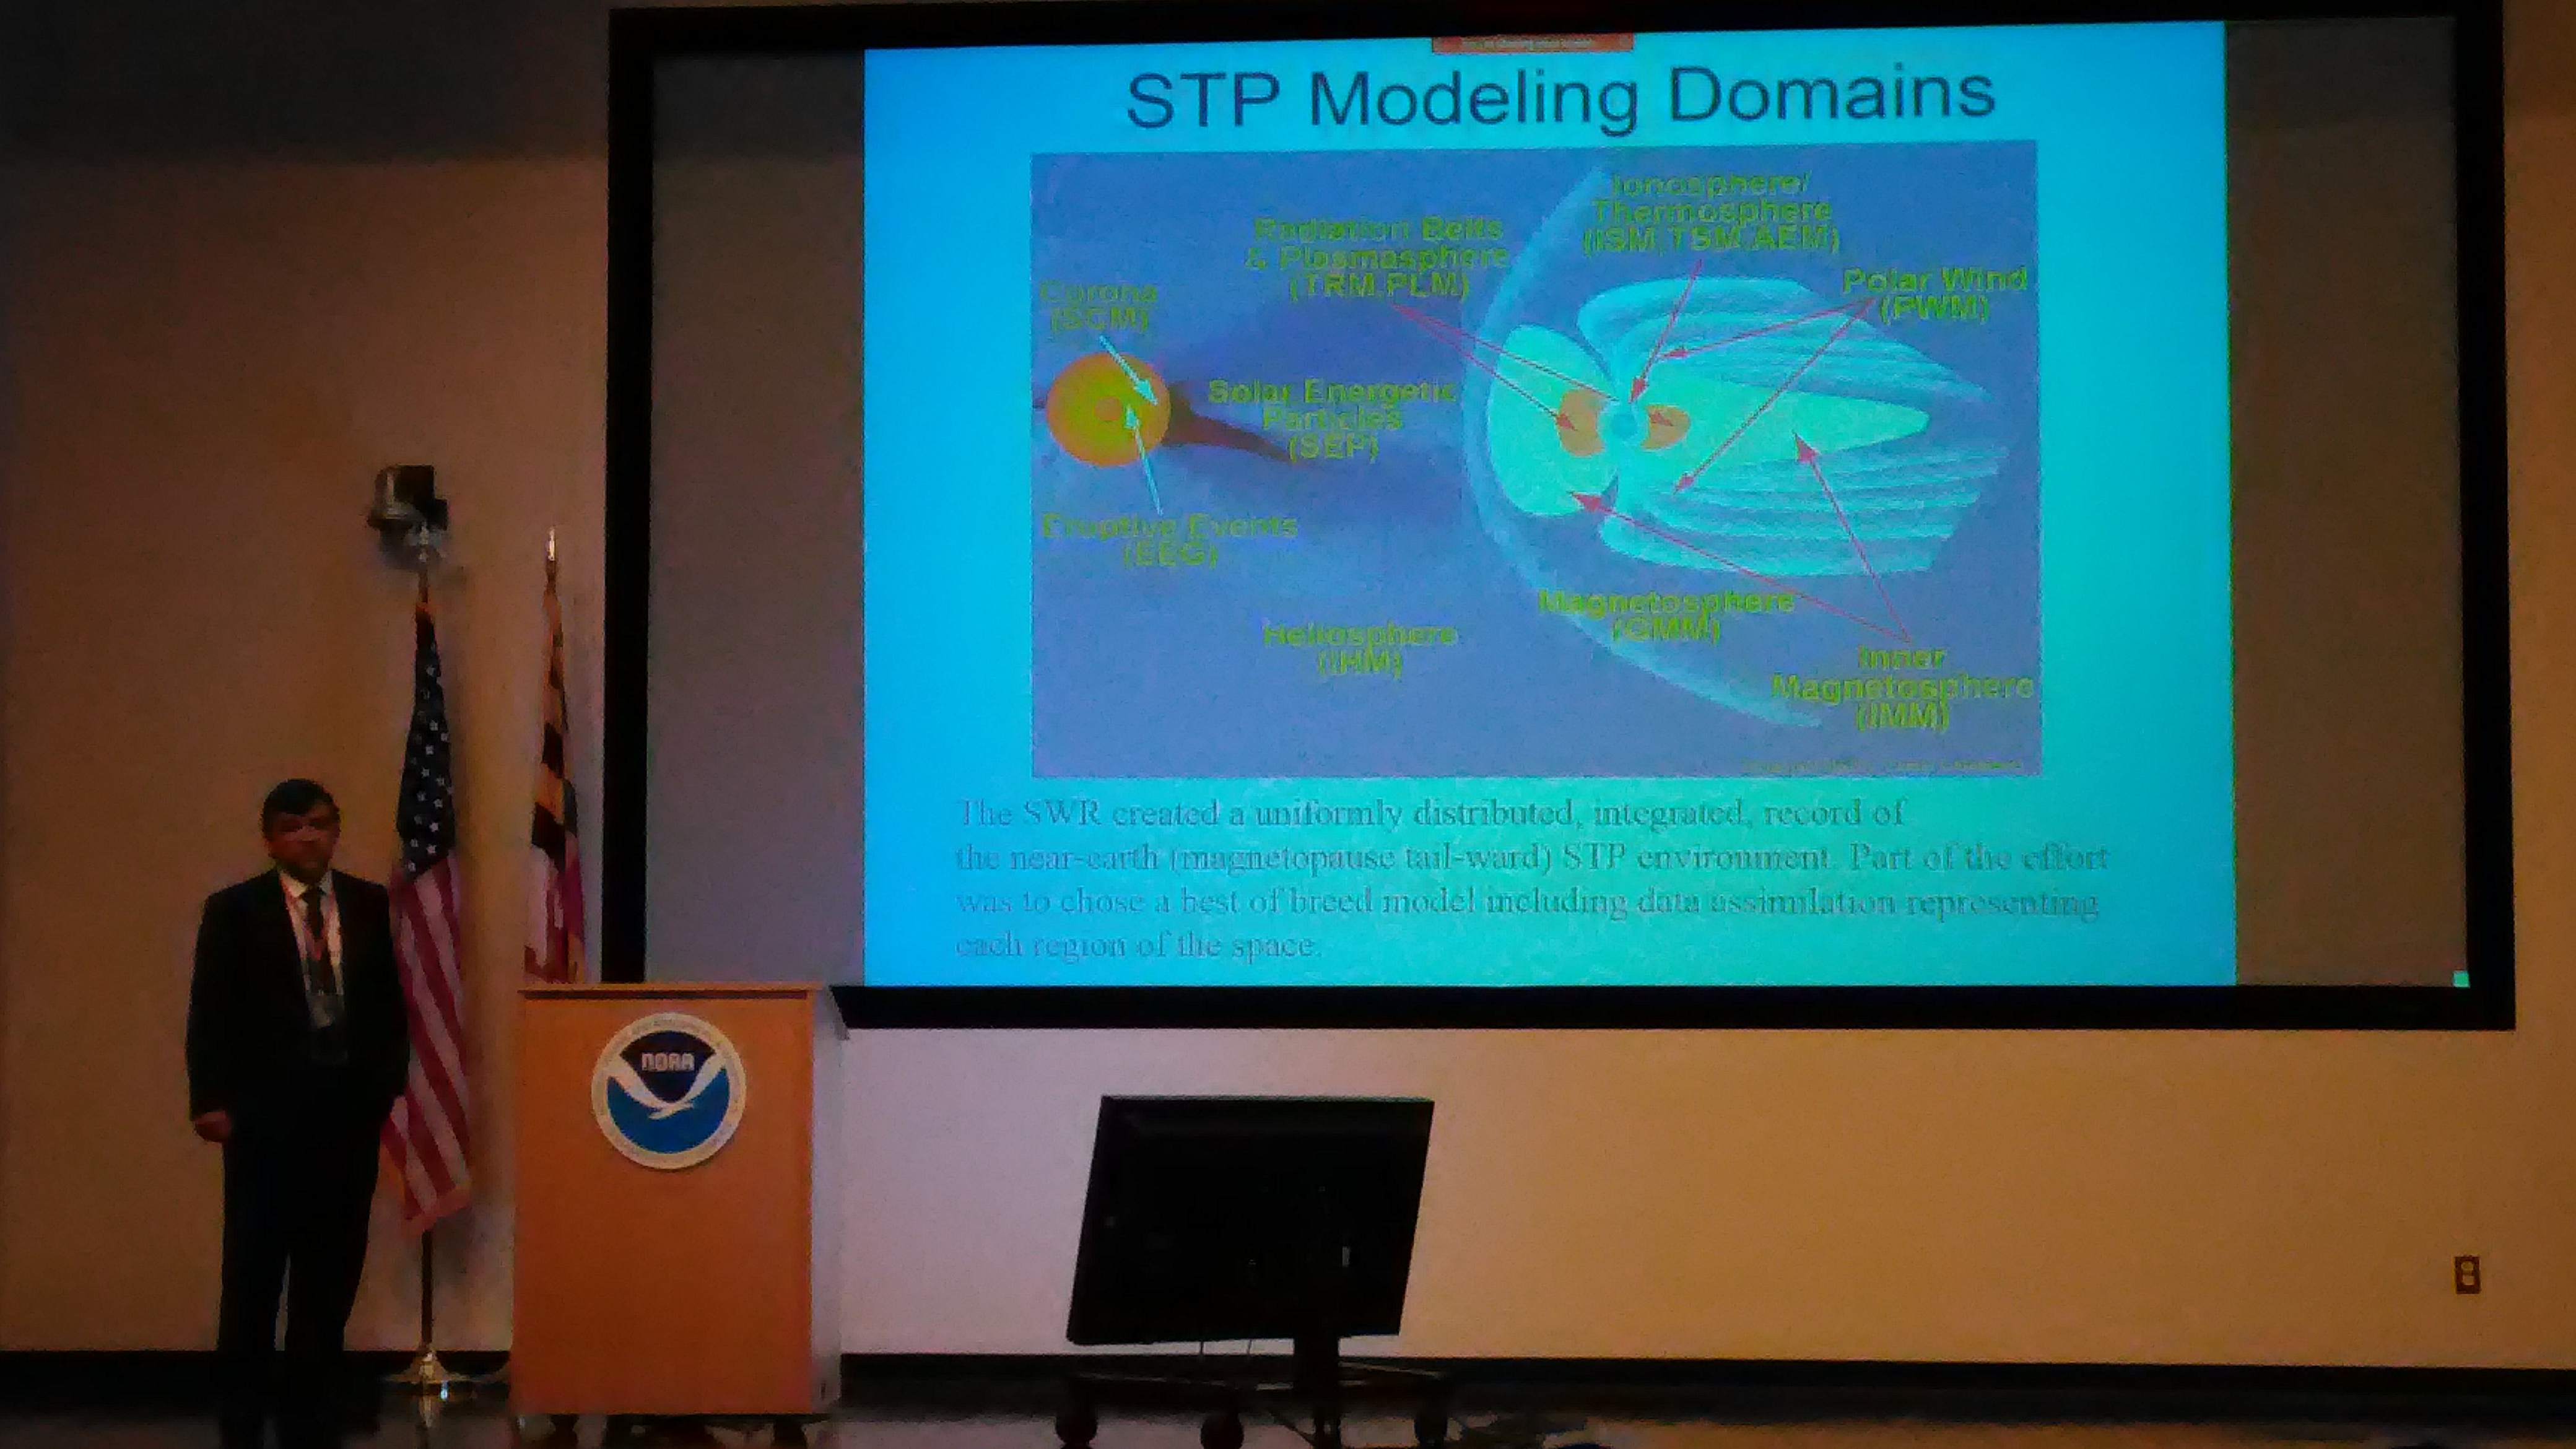 STP Modeling Domains
Ionosphere/
Thermosphere
(ISM,TSM,AEM)
Radiation Belts
& Plasmasphere
(TRM,PLM)
Polar Wind
(PWM)
Corona
(SCM)
Solar Energetic
Particles
(SEP)
Eruptive Events
(EEG)
Magnetosphere
(GMM)
Heliosphere
(IHM)
Inner
Magnetosphere
(IMM)
The SWR created a uniformly distributed, integrated, record of
the near-earth (magnetopause tail-ward) STP environment. Part of the effort
was to chose a best of breed model including data assimilation representing
each region of the space.
NOAA